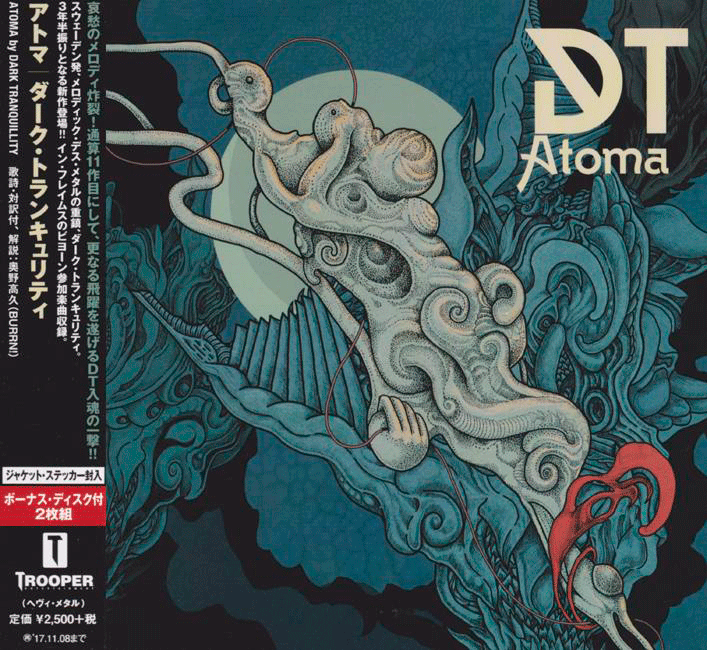 DT
Atoma
哀愁のメロディ炸裂!通算11作目にして、更なる飛躍を遂げるDT入魂の一撃!!
スウェーデン発、メロディック・デス・メタルの重鎮、ダーク・トランキュリティ。
3年半振りとなる新作登場!! イン・フレイムスのビヨーン参加楽曲収録。
アトマ|ダーク・トランキュリティ
ATOMA by DARK TRANQUILLITY 歌詩・対訳付、解説:奥野高久(BURRN!)
ジャケット・ステッカー封入
ボーナス・ディスク付
2枚組
T
TROOPER
ENTERTAINMENT
(ヘヴィ・メタル)
定価 ¥2,500+税
㋐'17.11.08まで